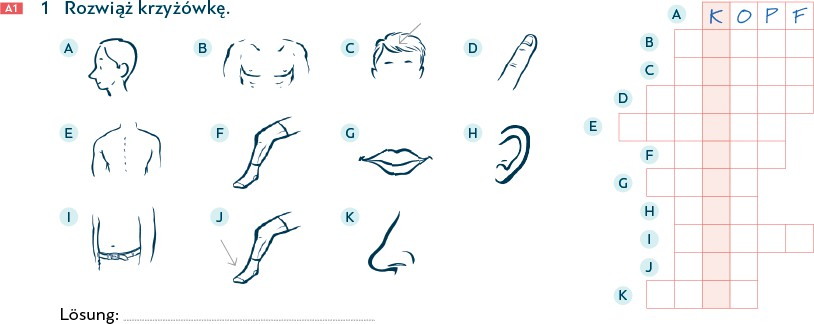 A1 1 Rozwiąż krzyżówkę.
A B C D A K O P F
B
C
D
E F G H E
F
G
I J K H
I
J
K
Lösung: